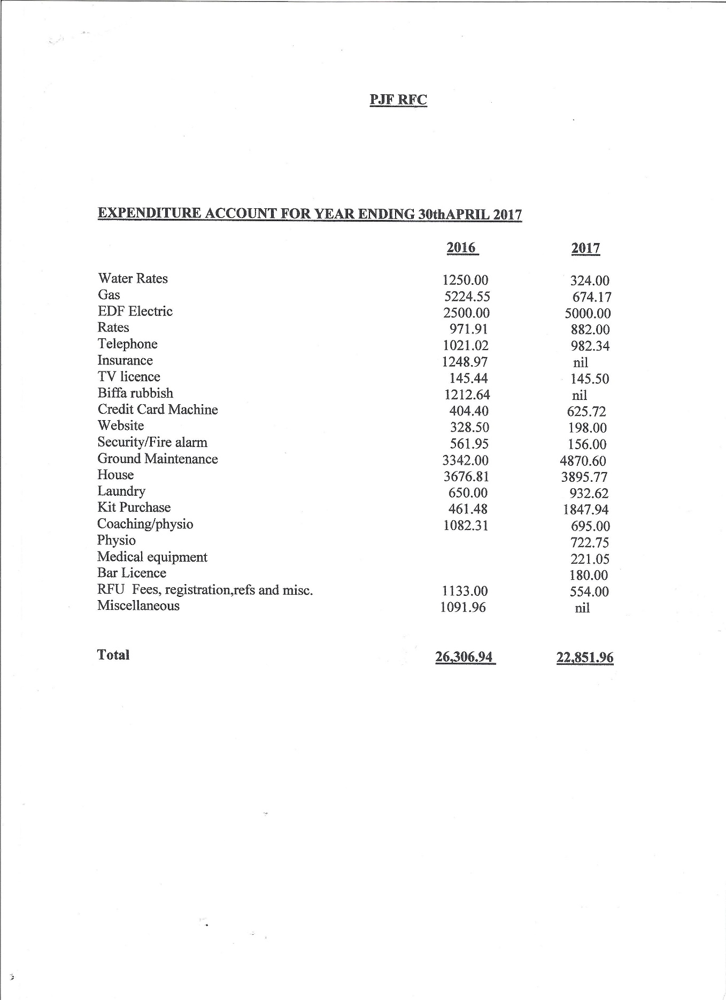 PJF RFC
EXPENDITURE ACCOUNT FOR YEAR ENDING 30thAPRIL 2017
2016 2017
Water Rates 1250.00 324.00
Gas 5224.55 674.17
EDF Electric 2500.00 5000.00
Rates 971.91 882.00
Telephone 1021.02 982.34
Insurance 1248.97 nil
TV licence 145.44 145.50
Biffa rubbish 1212.64 nil
Credit Card Machine 404.40 625.72
Website 328.50 198.00
Security/Fire alarm 561.95 156.00
Ground Maintenance 3342.00 4870.60
House 3676.81 3895.77
Laundry 650.00 932.62
Kit Purchase 461.48 1847.94
Coaching/physio 1082.31 695.00
Physio 722.75
Medical equipment 221.05
Bar Licence 180.00
RFU Fees, registration,refs and misc. 1133.00 554.00
Miscellaneous 1091.96 nil
Total 26,306.94 22,851.96